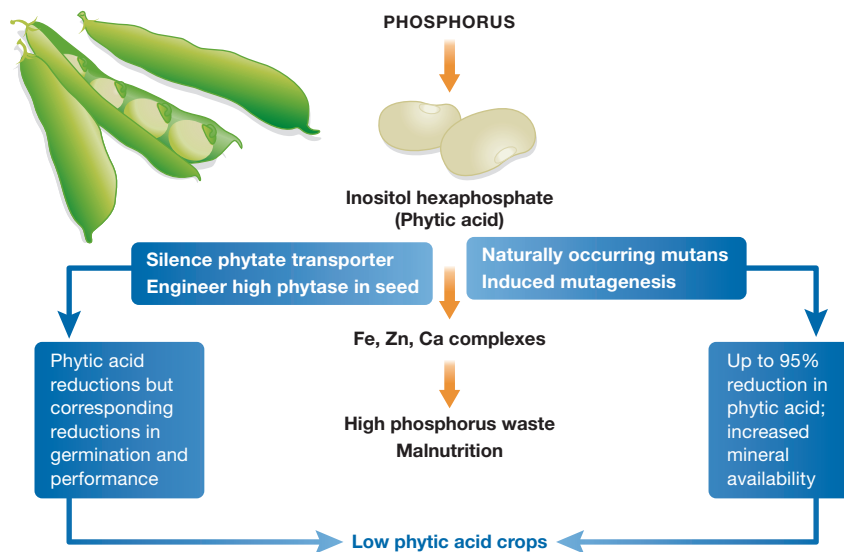 PHOSPHORUS
Inositol hexaphosphate
(Phytic acid)
Silence phytate transporter
Engineer high phytase in seed
Naturally occurring mutans
Induced mutagenesis
Fe, Zn, Ca complexes
Phytic acid
reductions but
corresponding
reductions in
germination and
performance
High phosphorus waste
Malnutrition
Up to 95%
reduction in
phytic acid;
increased
mineral
availability
Low phytic acid crops